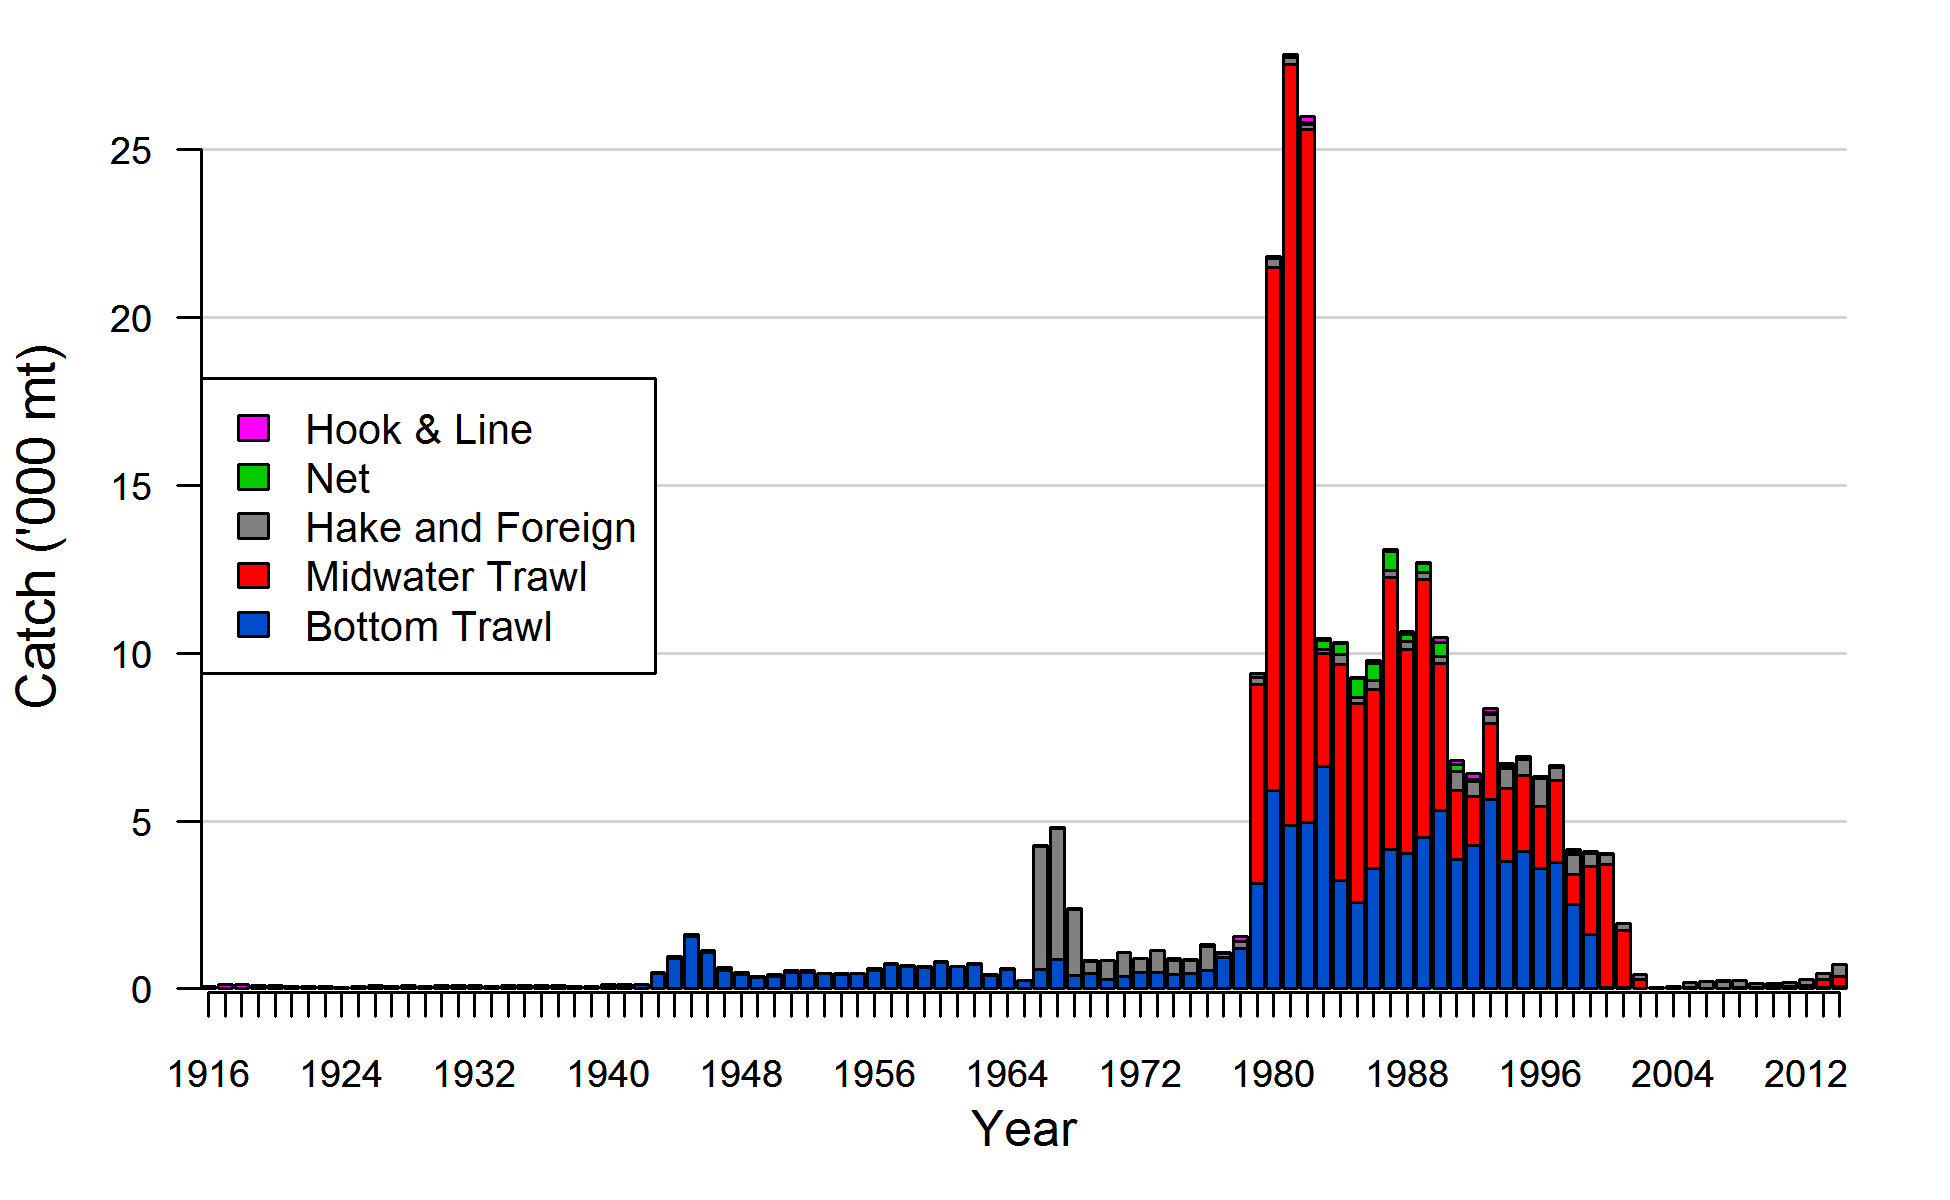 Catch ('000 mt)
25
20
15
10
5
0
Hook & Line
Net
Hake and Foreign
Midwater Trawl
Bottom Trawl
1916 1924 1932 1940 1948 1956 1964 1972 1980 1988 1996 2004 2012
Year